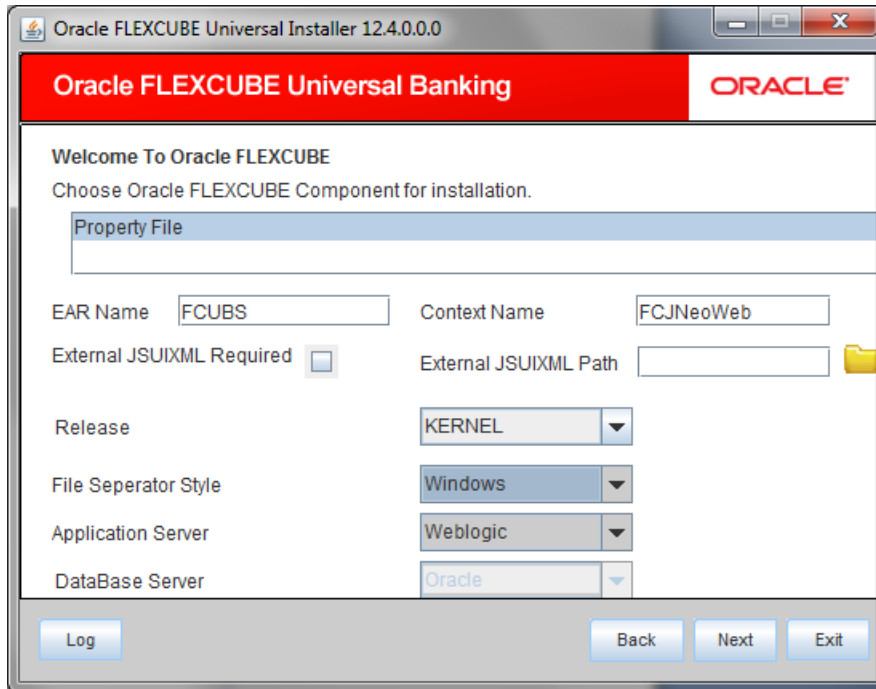 Oracle FLEXCUBE Universal Installer 12.4.0.0.0
Oracle FLEXCUBE Universal Banking ORACLE
Welcome To Oracle FLEXCUBE
Choose Oracle FLEXCUBE Component for installation.
Property File
EAR Name FCUBS Context Name FCJNeoWeb
External JSUIXML Required External JSUIXML Path
Release KERNEL
File Seperator Style Windows
Application Server Weblogic
DataBase Server Oracle
Log Back Next Exit